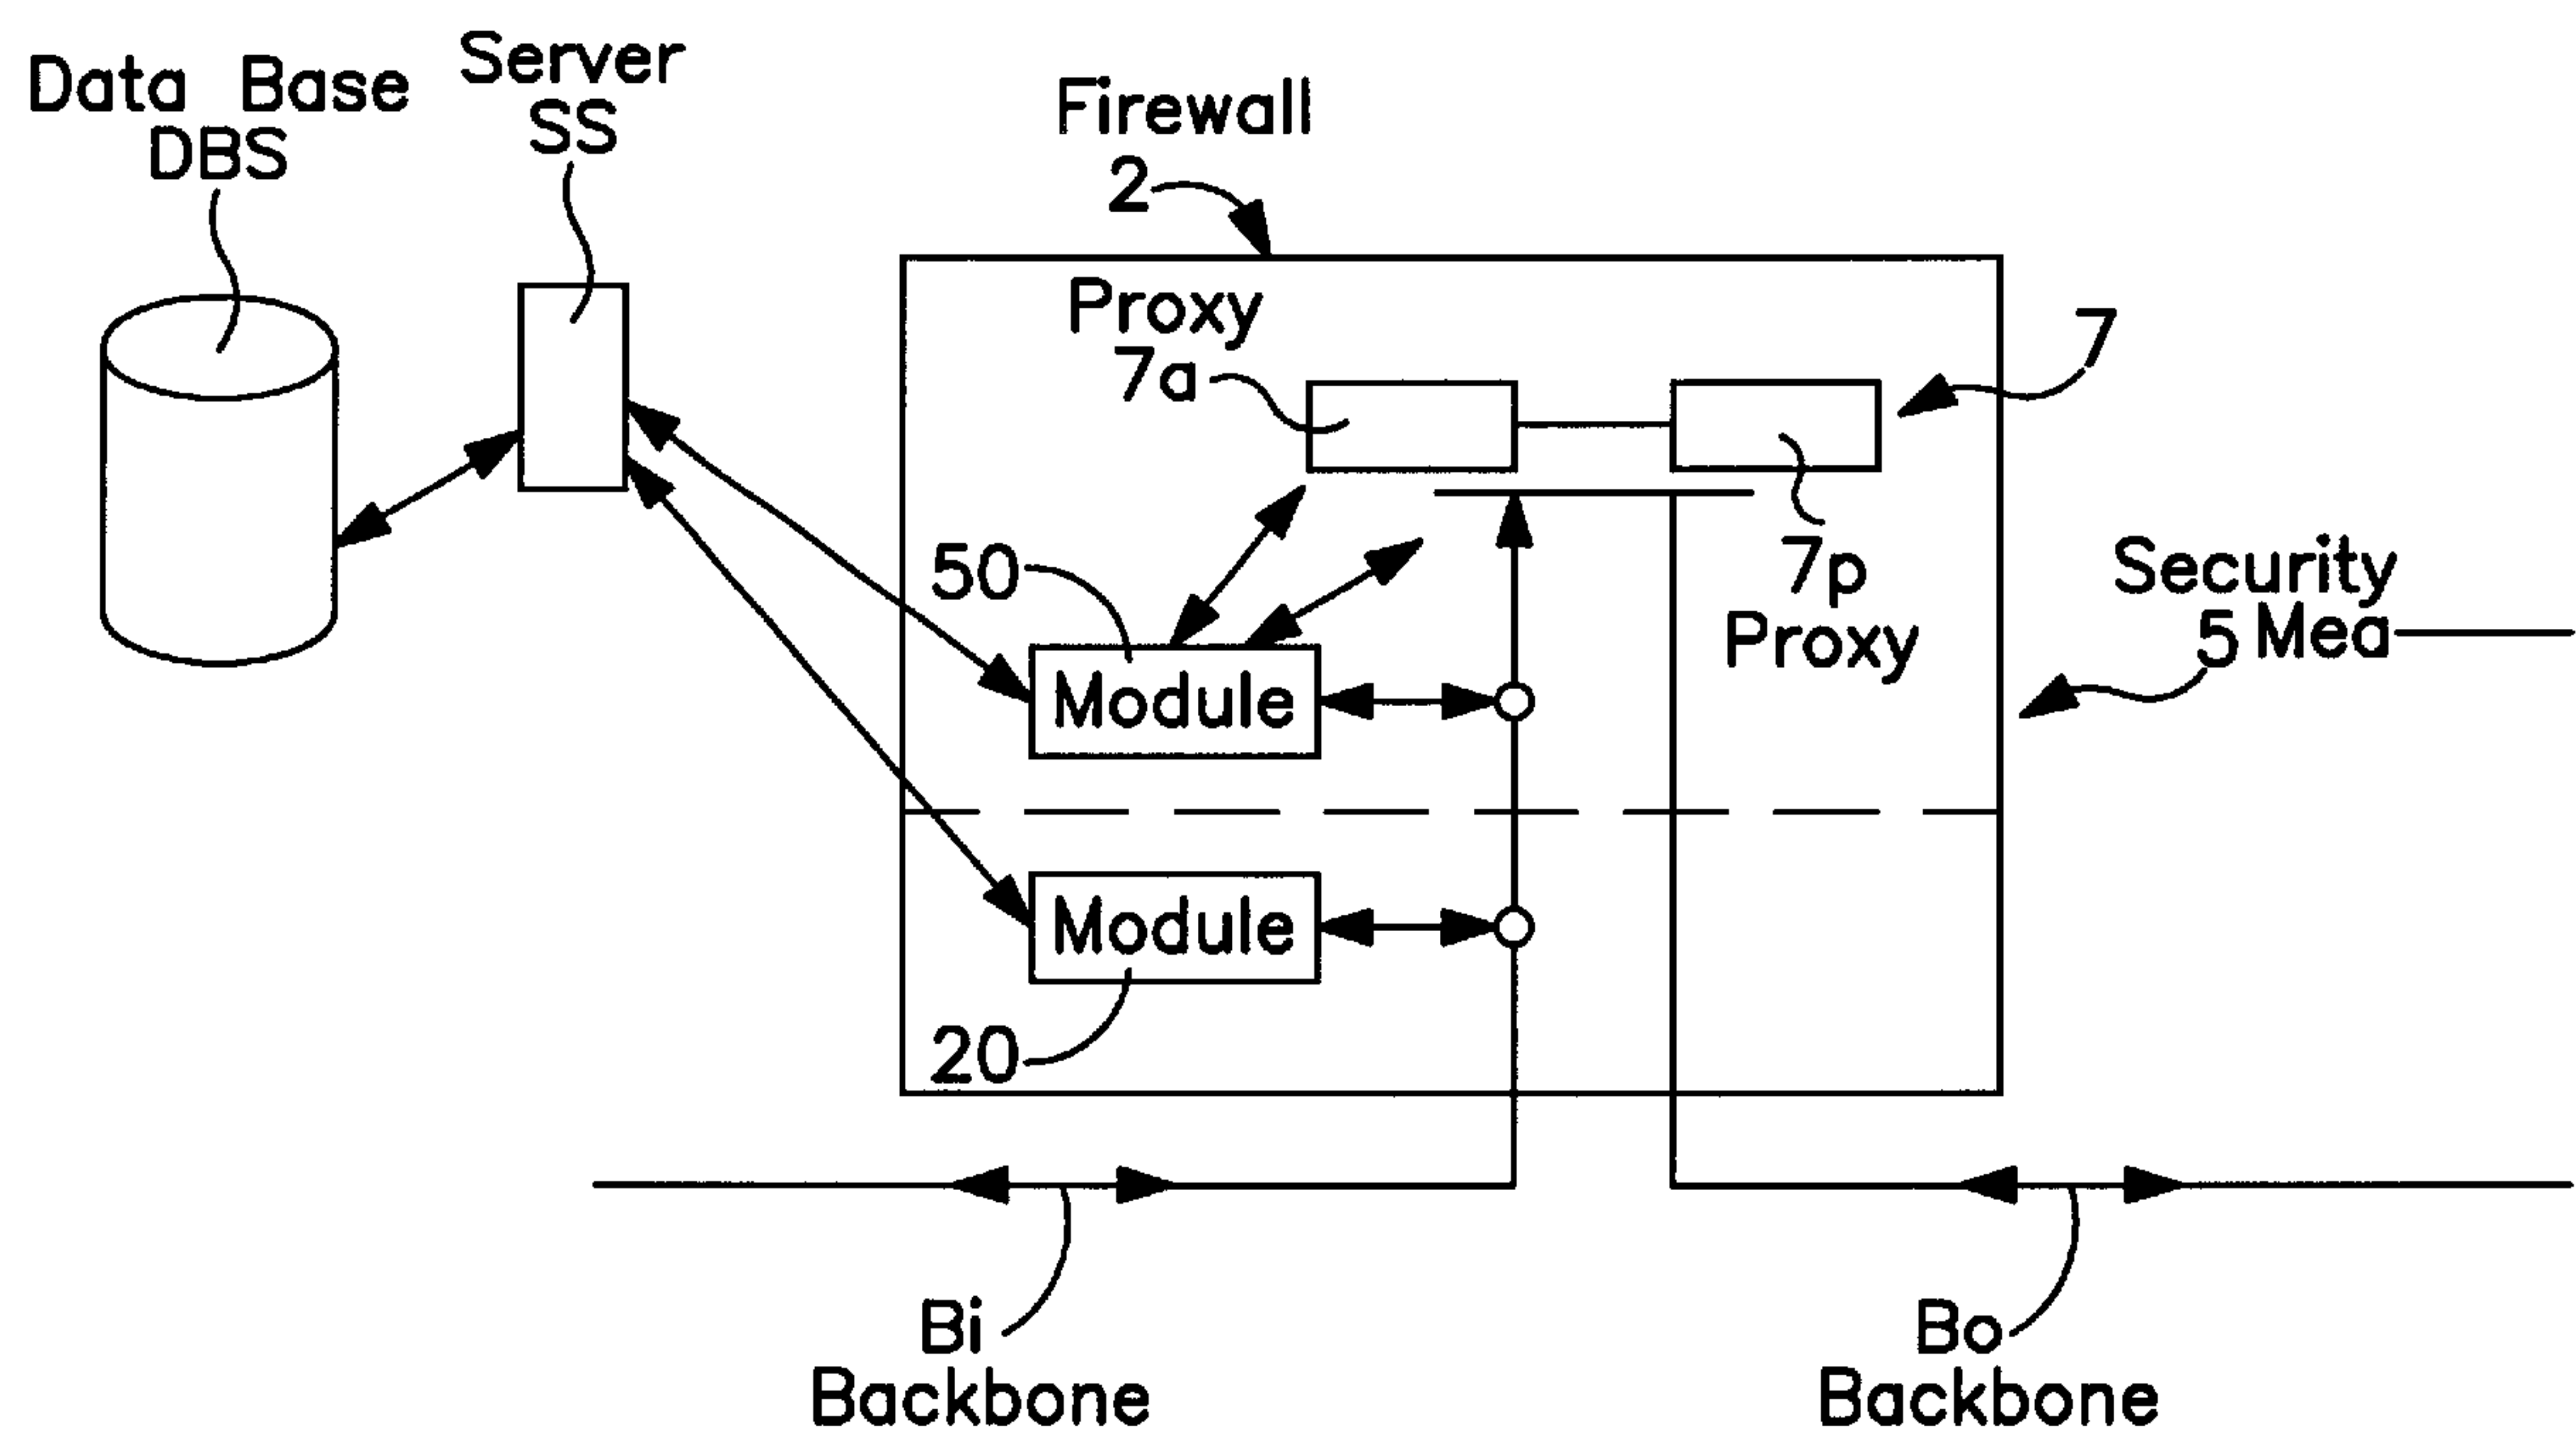 Data Base
DBS
Server
SS
Firewall
2
Proxy
7a
7
50
7p
Proxy
Security
5 Mea
Module
Module
20
Bi
Backbone
Bo
Backbone